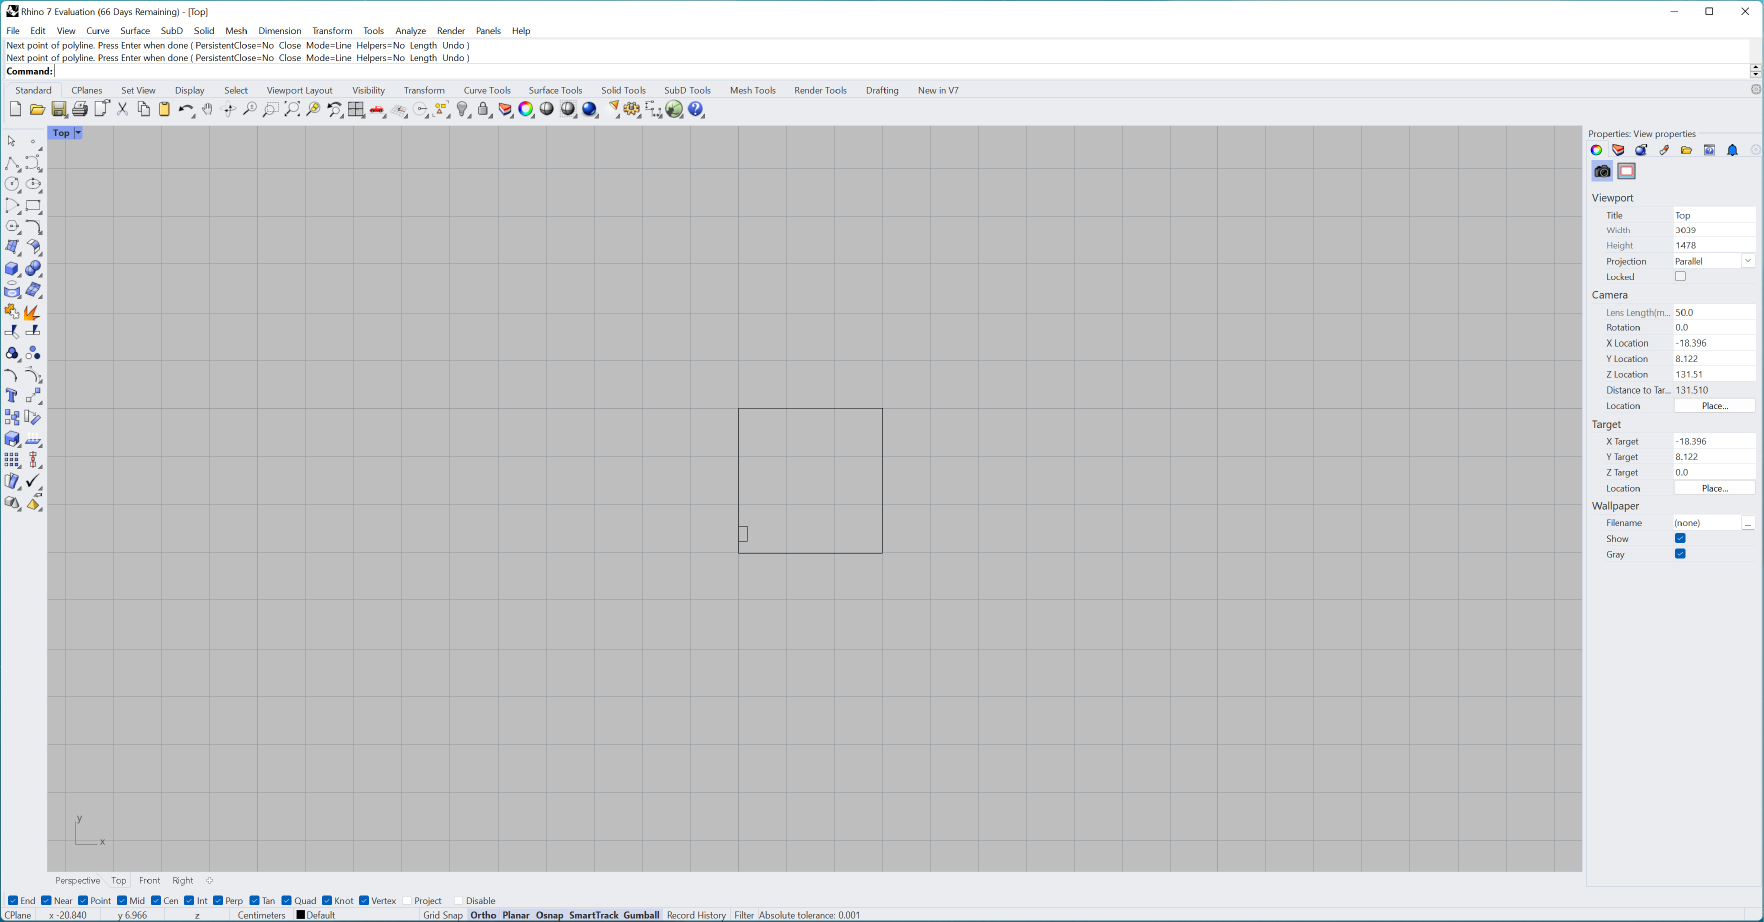 Rhino 7 Evaluation (66 Days Remaining) - [Top]
File Edit View Curve Surface SubD Solid Mesh Dimension Transform Tools Analyze Render Panels Help
Next point of polyline. Press Enter when done ( PersistentClose=No Close Mode=Line Helpers=No Length Undo )
Next point of polyline. Press Enter when done ( PersistentClose=No Close Mode=Line Helpers=No Length Undo )
Command:
Standard CPlanes Set View Display Select Viewport Layout Visibility Transform Curve Tools Surface Tools Solid Tools SubD Tools Mesh Tools Render Tools Drafting New in V7
Top
Properties: View properties
Viewport
Title Top
Width 3039
Height 1478
Projection Parallel
Locked
Camera
Lens Length(m... 50.0
Rotation 0.0
X Location -18.396
Y Location 8.122
Z Location 131.51
Distance to Tar... 131.510
Location Place...
Target
X Target -18.396
Y Target 8.122
Z Target 0.0
Location Place...
Wallpaper
Filename (none) ...
Show
Gray
y
x
Perspective Top Front Right
End Near Point Mid Cen Int Perp Tan Quad Knot Vertex Project Disable
CPlane x -20.840 y 6.966 z Centimeters Default Grid Snap Ortho Planar Osnap SmartTrack Gumball Record History Filter Absolute tolerance: 0.001